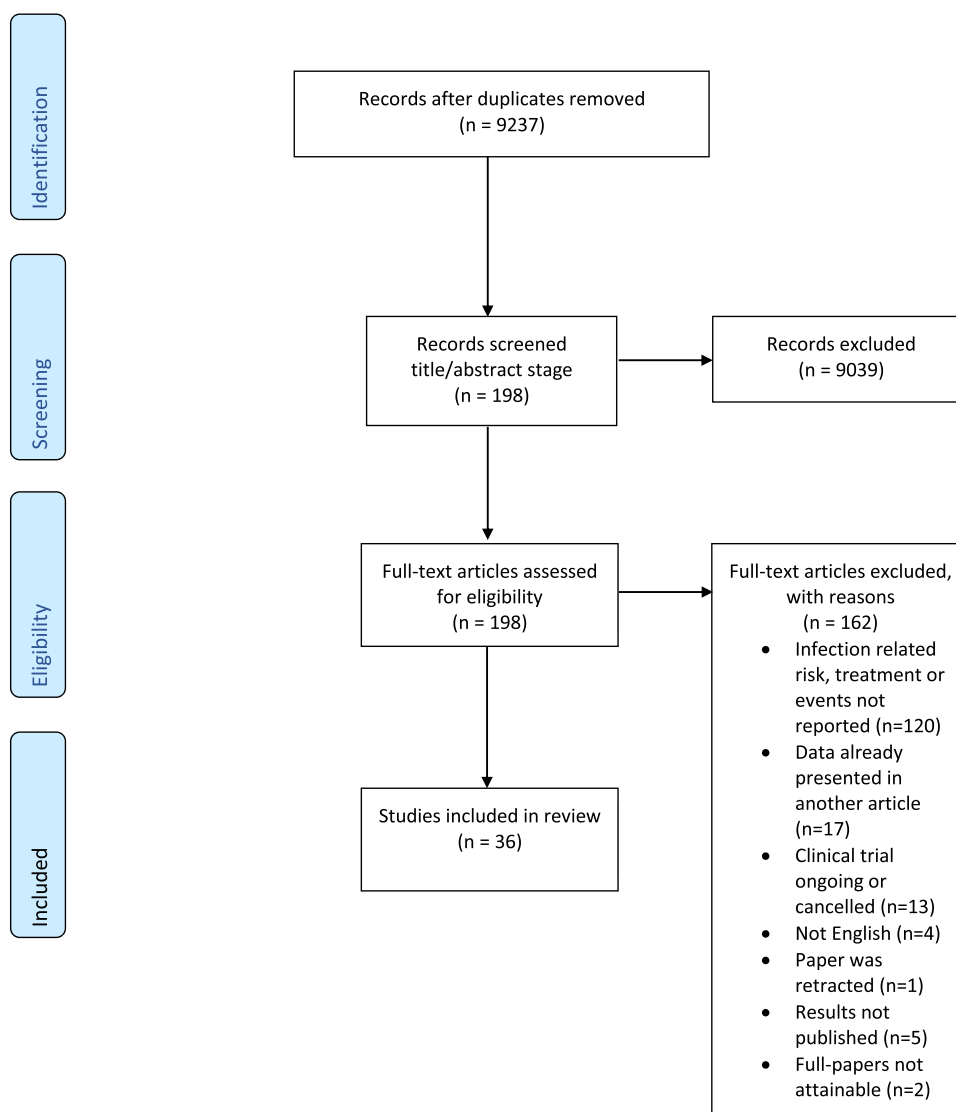 Identification
Records after duplicates removed
(n = 9237)
Screening
Records screened
title/abstract stage
(n = 198)
Records excluded
(n = 9039)
Eligibility
Full-text articles assessed
for eligibility
(n = 198)
Full-text articles excluded,
with reasons
(n = 162)
• Infection related
risk, treatment or
events not
reported (n=120)
• Data already
presented in
another article
(n=17)
• Clinical trial
ongoing or
cancelled (n=13)
• Not English (n=4)
• Paper was
retracted (n=1)
• Results not
published (n=5)
• Full-papers not
attainable (n=2)
Included
Studies included in review
(n = 36)